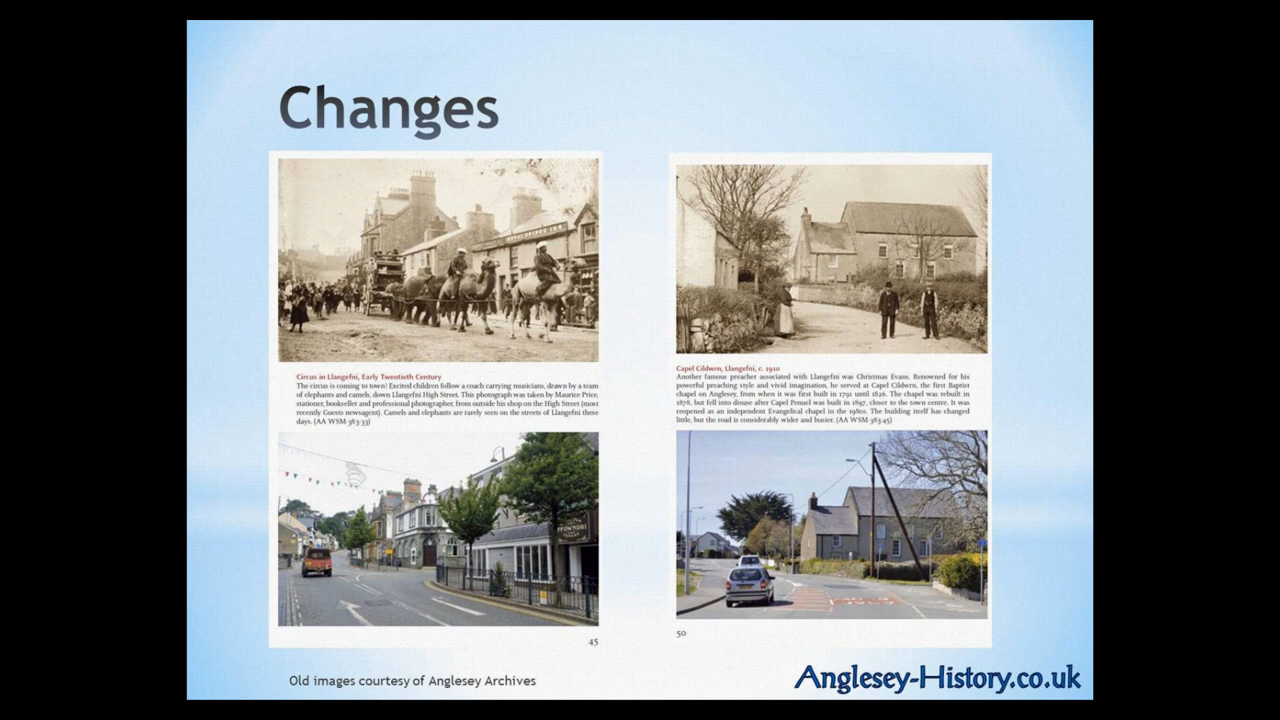 Changes
Circus in Llangefni, Early Twentieth Century
The circus is coming to town! Excited children follow a coach carrying musicians, drawn by a team
of elephants and camels, down Llangefni High Street. This photograph was taken by Maurice Price,
stationer, bookseller and professional photographer, from outside his shop on the High Street (most
recently Guests newsagent). Camels and elephants are rarely seen on the streets of Llangefni these
days. (AA WSM-383-33)
45
Capel Cildwrn, Llangefni, c. 1910
Another famous preacher associated with Llangefni was Christmas Evans. Renowned for his
powerful preaching style and vivid imagination, he served at Capel Cildwrn, the first Baptist
chapel on Anglesey, from when it was first built in 1791 until 1826. The chapel was rebuilt in
1878, but fell into disuse after Capel Penuel was built in 1897, closer to the town centre. It was
reopened as an independent Evangelical chapel in the 1980s. The building itself has changed
little, but the road is considerably wider and busier. (AA WSM-383-45)
50
Old images courtesy of Anglesey Archives
Anglesey-History.co.uk